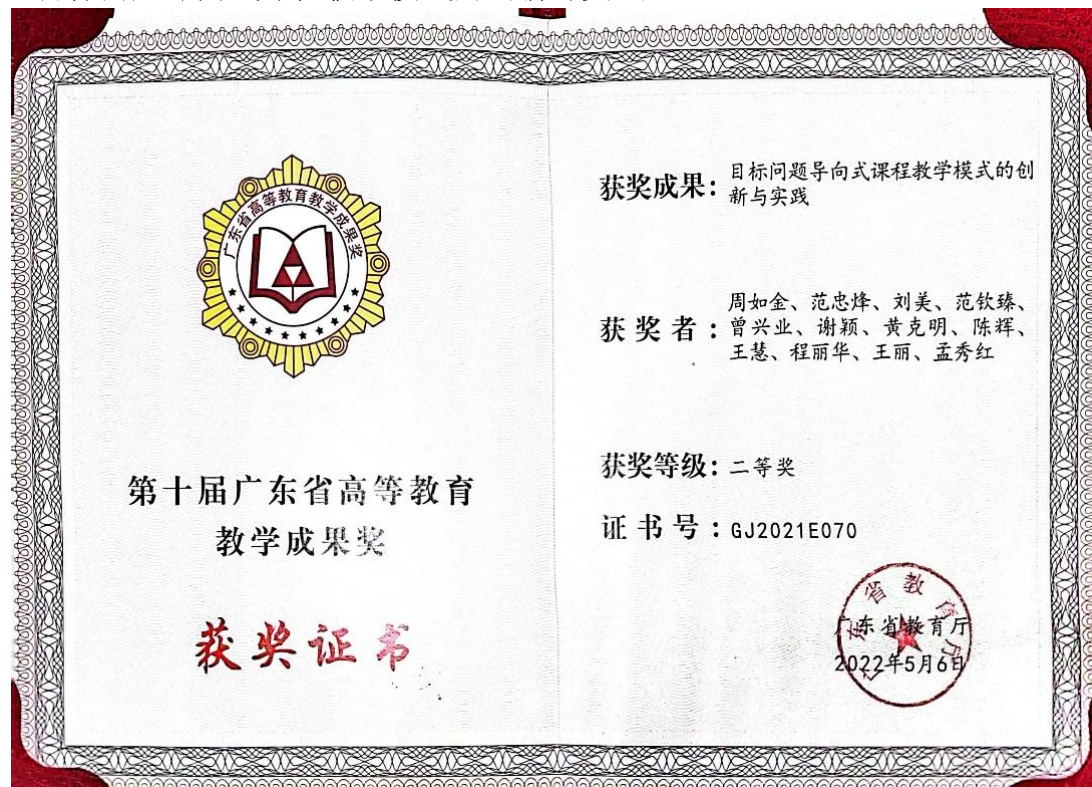 广东省高等教育教学成果奖
第十届广东省高等教育
教学成果奖
获奖证书
获奖成果：目标问题导向式课程教学模式的创
新与实践
获奖者：周如金、范忠烽、刘美、范钦臻、
曾兴业、谢颖、黄克明、陈辉、
王慧、程丽华、王丽、孟秀红
获奖等级：二等奖
证书号：GJ2021E070
广东省教育厅
广东省教育厅
2022年5月6日